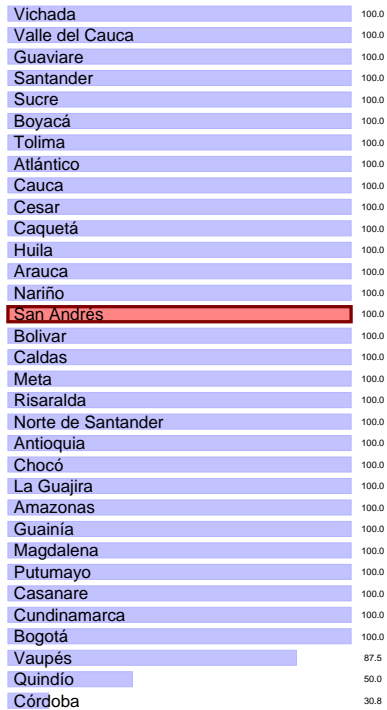 Vichada 100.0
Valle del Cauca 100.0
Guaviare 100.0
Santander 100.0
Sucre 100.0
Boyacá 100.0
Tolima 100.0
Atlántico 100.0
Cauca 100.0
Cesar 100.0
Caquetá 100.0
Huila 100.0
Arauca 100.0
Nariño 100.0
San Andrés 100.0
Bolivar 100.0
Caldas 100.0
Meta 100.0
Risaralda 100.0
Norte de Santander 100.0
Antioquia 100.0
Chocó 100.0
La Guajira 100.0
Amazonas 100.0
Guainía 100.0
Magdalena 100.0
Putumayo 100.0
Casanare 100.0
Cundinamarca 100.0
Bogotá 100.0
Vaupés 87.5
Quindío 50.0
Córdoba 30.8